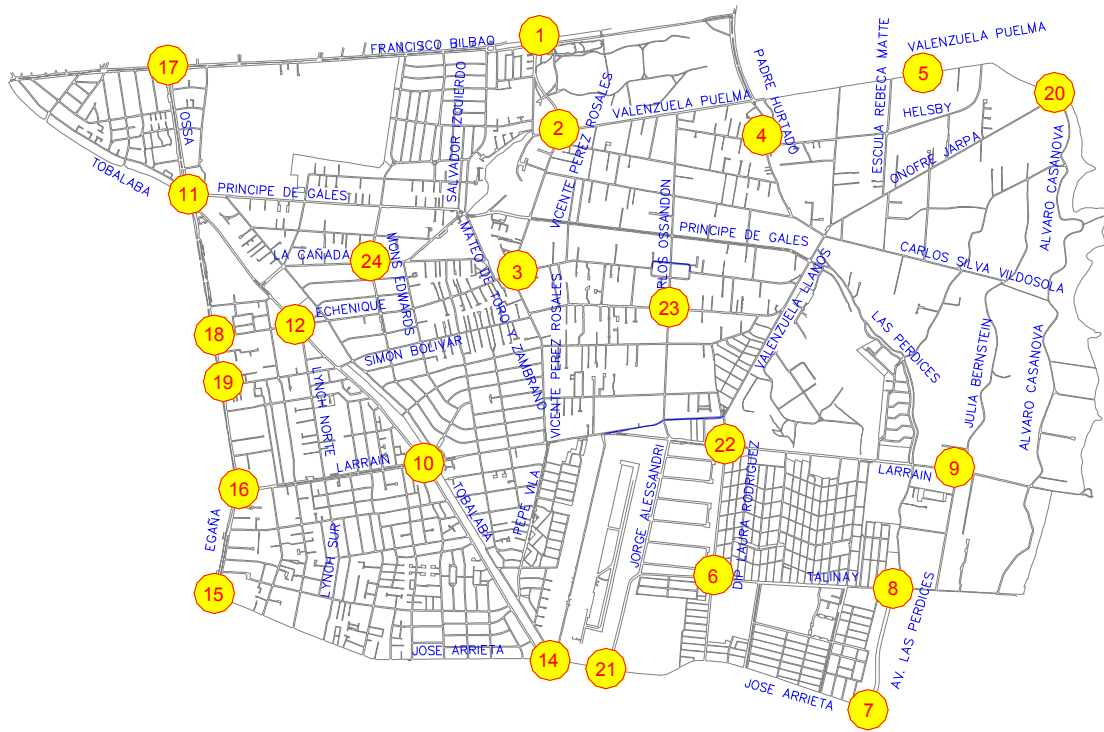 FRANCISCO BILBAO
1
17
OSSA
SALVADOR IZQUIERDO
VICENTE PEREZ ROSALES
2
VALENZUELA PUELMA
PADRE HURTADO
4
ESCULA REBECA MATTE
VALENZUELA PUELMA
5
20
HELSBY
ONOFRE JARPA
ALVARO CASANOVA
TOBALABA
11
PRINCIPE DE GALES
LA CAÑADA
24
MONS EDWARDS
MATEO DE TORO Y ZAMBRANO
3
RLOS OSSANDON
PRINCIPE DE GALES
CARLOS SILVA VILDOSOLA
23
VALENZUELA LLANOS
LAS PERDICES
JULIA BERNSTEIN
ALVARO CASANOVA
18
12
ECHENIQUE
SIMON BOLIVAR
VICENTE PEREZ ROSALES
19
LYNCH NORTE
LARRAIN
10
TOBALABA
PEPE VILA
JORGE ALESSANDRI
22
DIP LAURA RODRIGUEZ
LARRAIN
9
16
EGAÑA
LYNCH SUR
15
6
TALINAY
8
AV. LAS PERDICES
JOSE ARRIETA
14
21
JOSE ARRIETA
7